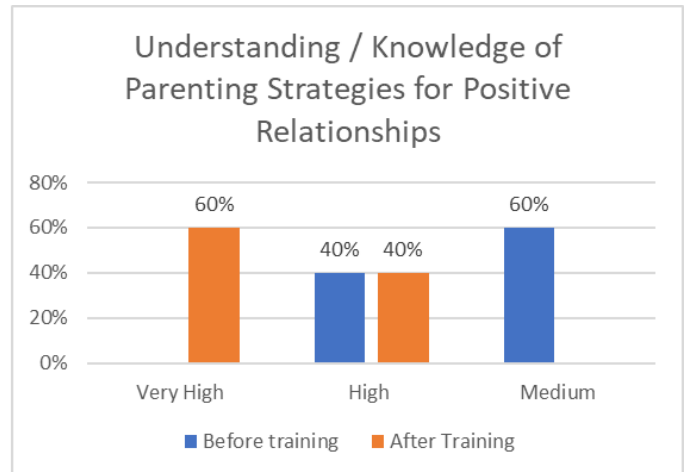 Understanding / Knowledge of
Parenting Strategies for Positive
Relationships
80%
60%
40%
20%
0%
60%
40%
40%
60%
Very High
High
Medium
Before training
After Training